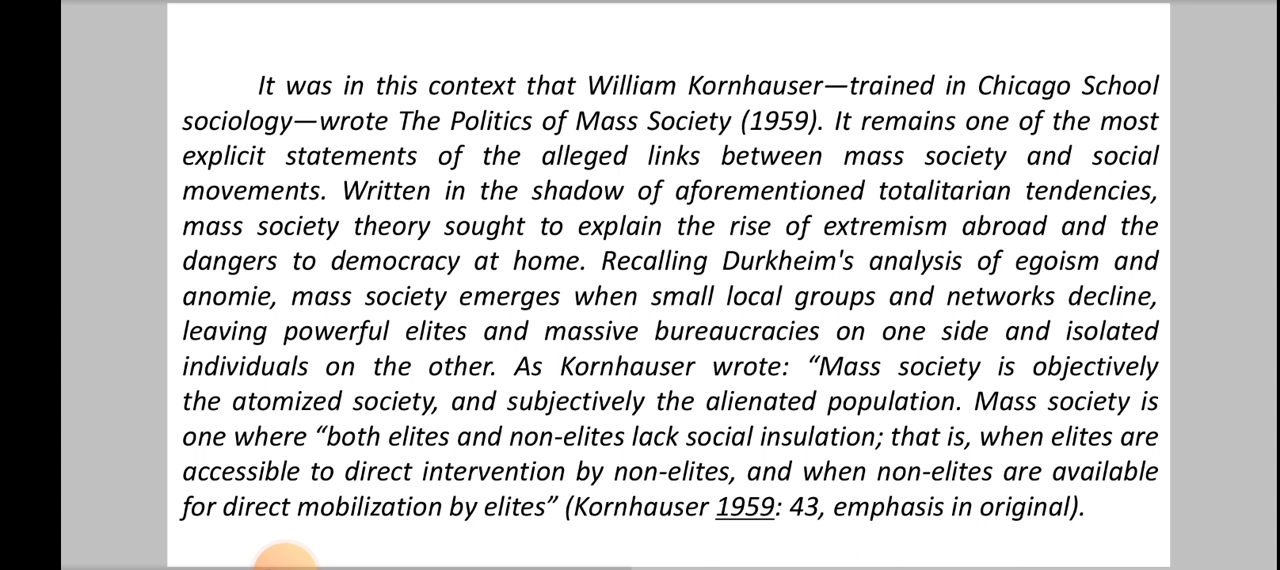 It was in this context that William Kornhauser—trained in Chicago School
sociology—wrote The Politics of Mass Society (1959). It remains one of the most
explicit statements of the alleged links between mass society and social
movements. Written in the shadow of aforementioned totalitarian tendencies,
mass society theory sought to explain the rise of extremism abroad and the
dangers to democracy at home. Recalling Durkheim's analysis of egoism and
anomie, mass society emerges when small local groups and networks decline,
leaving powerful elites and massive bureaucracies on one side and isolated
individuals on the other. As Kornhauser wrote: “Mass society is objectively
the atomized society, and subjectively the alienated population. Mass society is
one where “both elites and non-elites lack social insulation; that is, when elites are
accessible to direct intervention by non-elites, and when non-elites are available
for direct mobilization by elites” (Kornhauser 1959: 43, emphasis in original).